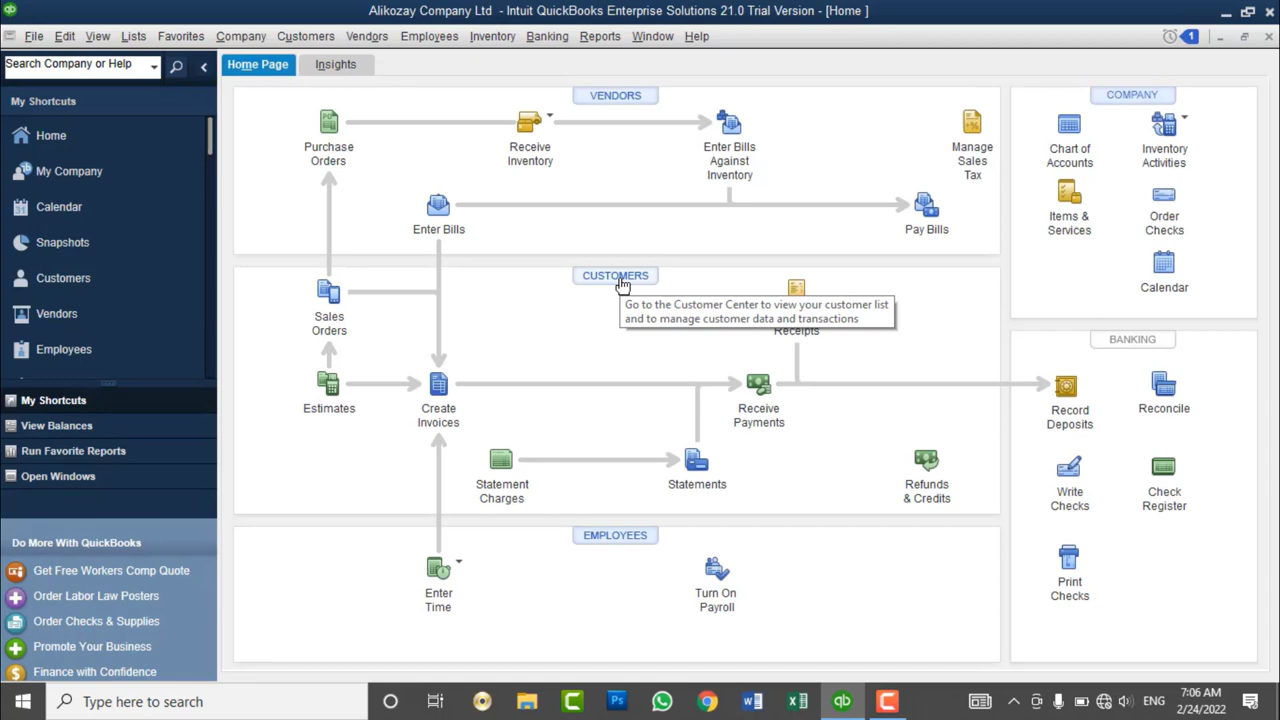 Alikozay Company Ltd  - Intuit QuickBooks Enterprise Solutions 21.0 Trial Version - [Home ]
File Edit View Lists Favorites Company Customers Vendors Employees Inventory Banking Reports Window Help
1
Search Company or Help
Home Page
Insights
My Shortcuts
Home
My Company
Calendar
Snapshots
Customers
Vendors
Employees
My Shortcuts
View Balances
Run Favorite Reports
Open Windows
Do More With QuickBooks
Get Free Workers Comp Quote
Order Labor Law Posters
Order Checks & Supplies
Promote Your Business
Finance with Confidence
VENDORS
Purchase
Orders
Receive
Inventory
Enter Bills
Against
Inventory
Manage
Sales
Tax
Enter Bills
Pay Bills
CUSTOMERS
Go to the Customer Center to view your customer list
and to manage customer data and transactions
Sales
Orders
Receipts
Estimates
Create
Invoices
Receive
Payments
Statement
Charges
Statements
Refunds
& Credits
EMPLOYEES
Enter
Time
Turn On
Payroll
COMPANY
Chart of
Accounts
Inventory
Activities
Items &
Services
Order
Checks
Calendar
BANKING
Record
Deposits
Reconcile
Write
Checks
Check
Register
Print
Checks
Type here to search
ENG
7:06 AM
2/24/2022